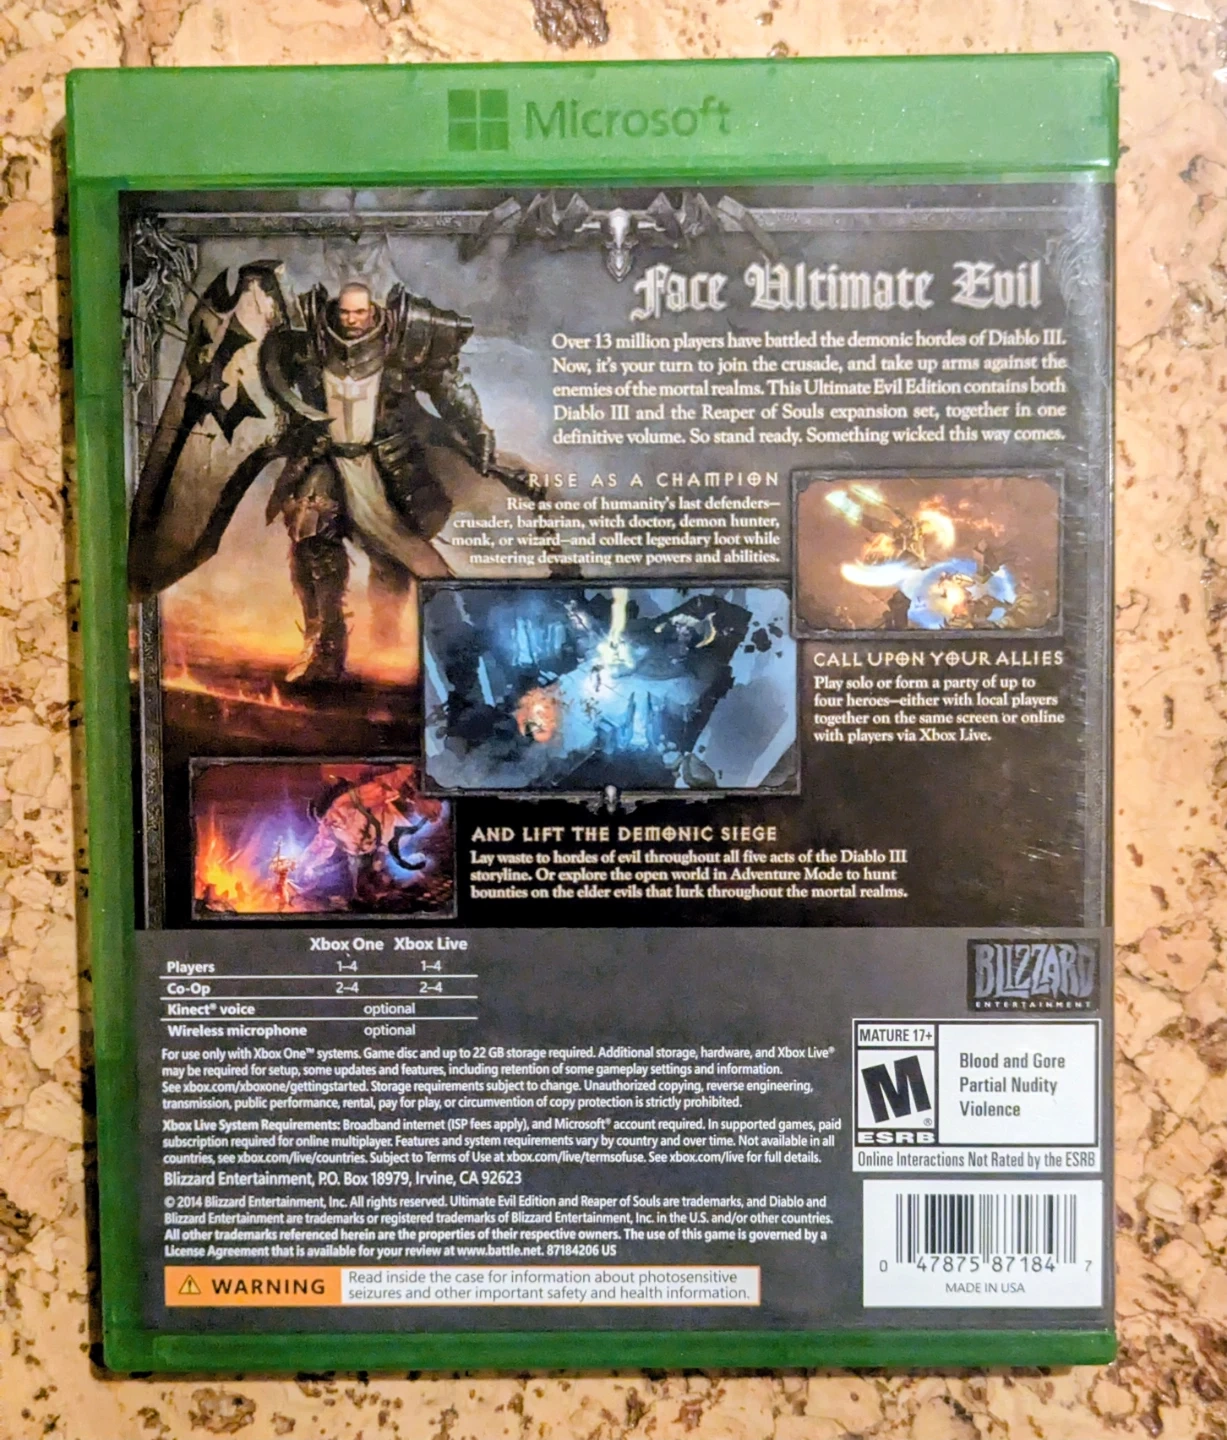 Microsoft
Face Ultimate Evil
Over 13 million players have battled the demonic hordes of Diablo III.
Now, it's your turn to join the crusade, and take up arms against the
enemies of the mortal realms. This Ultimate Evil Edition contains both
Diablo III and the Reaper of Souls expansion set, together in one
definitive volume. So stand ready. Something wicked this way comes.
RISE AS A CHAMPION
Rise as one of humanity's last defenders—
crusader, barbarian, witch doctor, demon hunter,
monk, or wizard—and collect legendary loot while
mastering devastating new powers and abilities.
CALL UPON YOUR ALLIES
Play solo or form a party of up to
four heroes—either with local players
together on the same screen or online
with players via Xbox Live.
AND LIFT THE DEMONIC SIEGE
Lay waste to hordes of evil throughout all five acts of the Diablo III
storyline. Or explore the open world in Adventure Mode to hunt
bounties on the elder evils that lurk throughout the mortal realms.
Xbox One Xbox Live
Players 1–4 1–4
Co-Op 2–4 2–4
Kinect® voice optional
Wireless microphone optional
For use only with Xbox One™ systems. Game disc and up to 22 GB storage required. Additional storage, hardware, and Xbox Live®
may be required for setup, some updates and features, including retention of some gameplay settings and information.
See xbox.com/xboxone/gettingstarted. Storage requirements subject to change. Unauthorized copying, reverse engineering,
transmission, public performance, rental, pay for play, or circumvention of copy protection is strictly prohibited.
Xbox Live System Requirements: Broadband internet (ISP fees apply), and Microsoft® account required. In supported games, paid
subscription required for online multiplayer. Features and system requirements vary by country and over time. Not available in all
countries, see xbox.com/live/countries. Subject to Terms of Use at xbox.com/live/termsofuse. See xbox.com/live for full details.
Blizzard Entertainment, P.O. Box 18979, Irvine, CA 92623
© 2014 Blizzard Entertainment, Inc. All rights reserved. Ultimate Evil Edition and Reaper of Souls are trademarks, and Diablo and
Blizzard Entertainment are trademarks or registered trademarks of Blizzard Entertainment, Inc. in the U.S. and/or other countries.
All other trademarks referenced herein are the properties of their respective owners. The use of this game is governed by a
License Agreement that is available for your review at www.battle.net. 87184206 US
WARNING
Read inside the case for information about photosensitive
seizures and other important safety and health information.
BLIZZARD
ENTERTAINMENT
MATURE 17+
M
®
ESRB
Blood and Gore
Partial Nudity
Violence
Online Interactions Not Rated by the ESRB
0 47875 87184 7
MADE IN USA